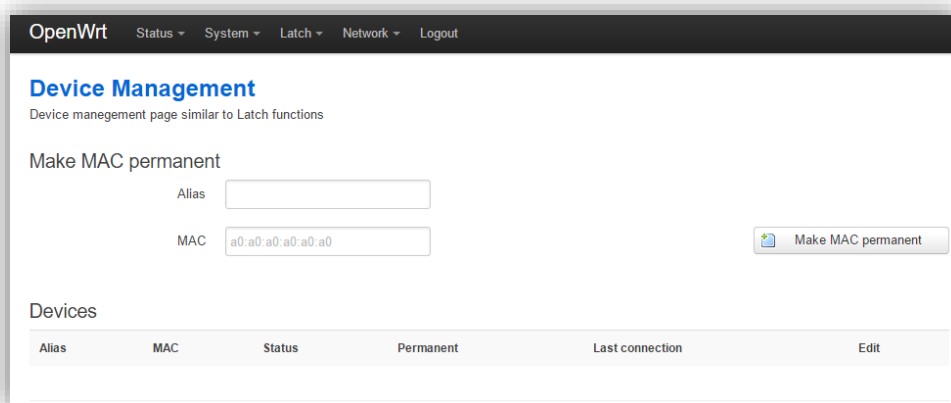 OpenWrt Status System Latch Network Logout
Device Management
Device manegement page similar to Latch functions
Make MAC permanent
Alias
MAC a0:a0:a0:a0:a0:a0 Make MAC permanent
Devices
Alias MAC Status Permanent Last connection Edit